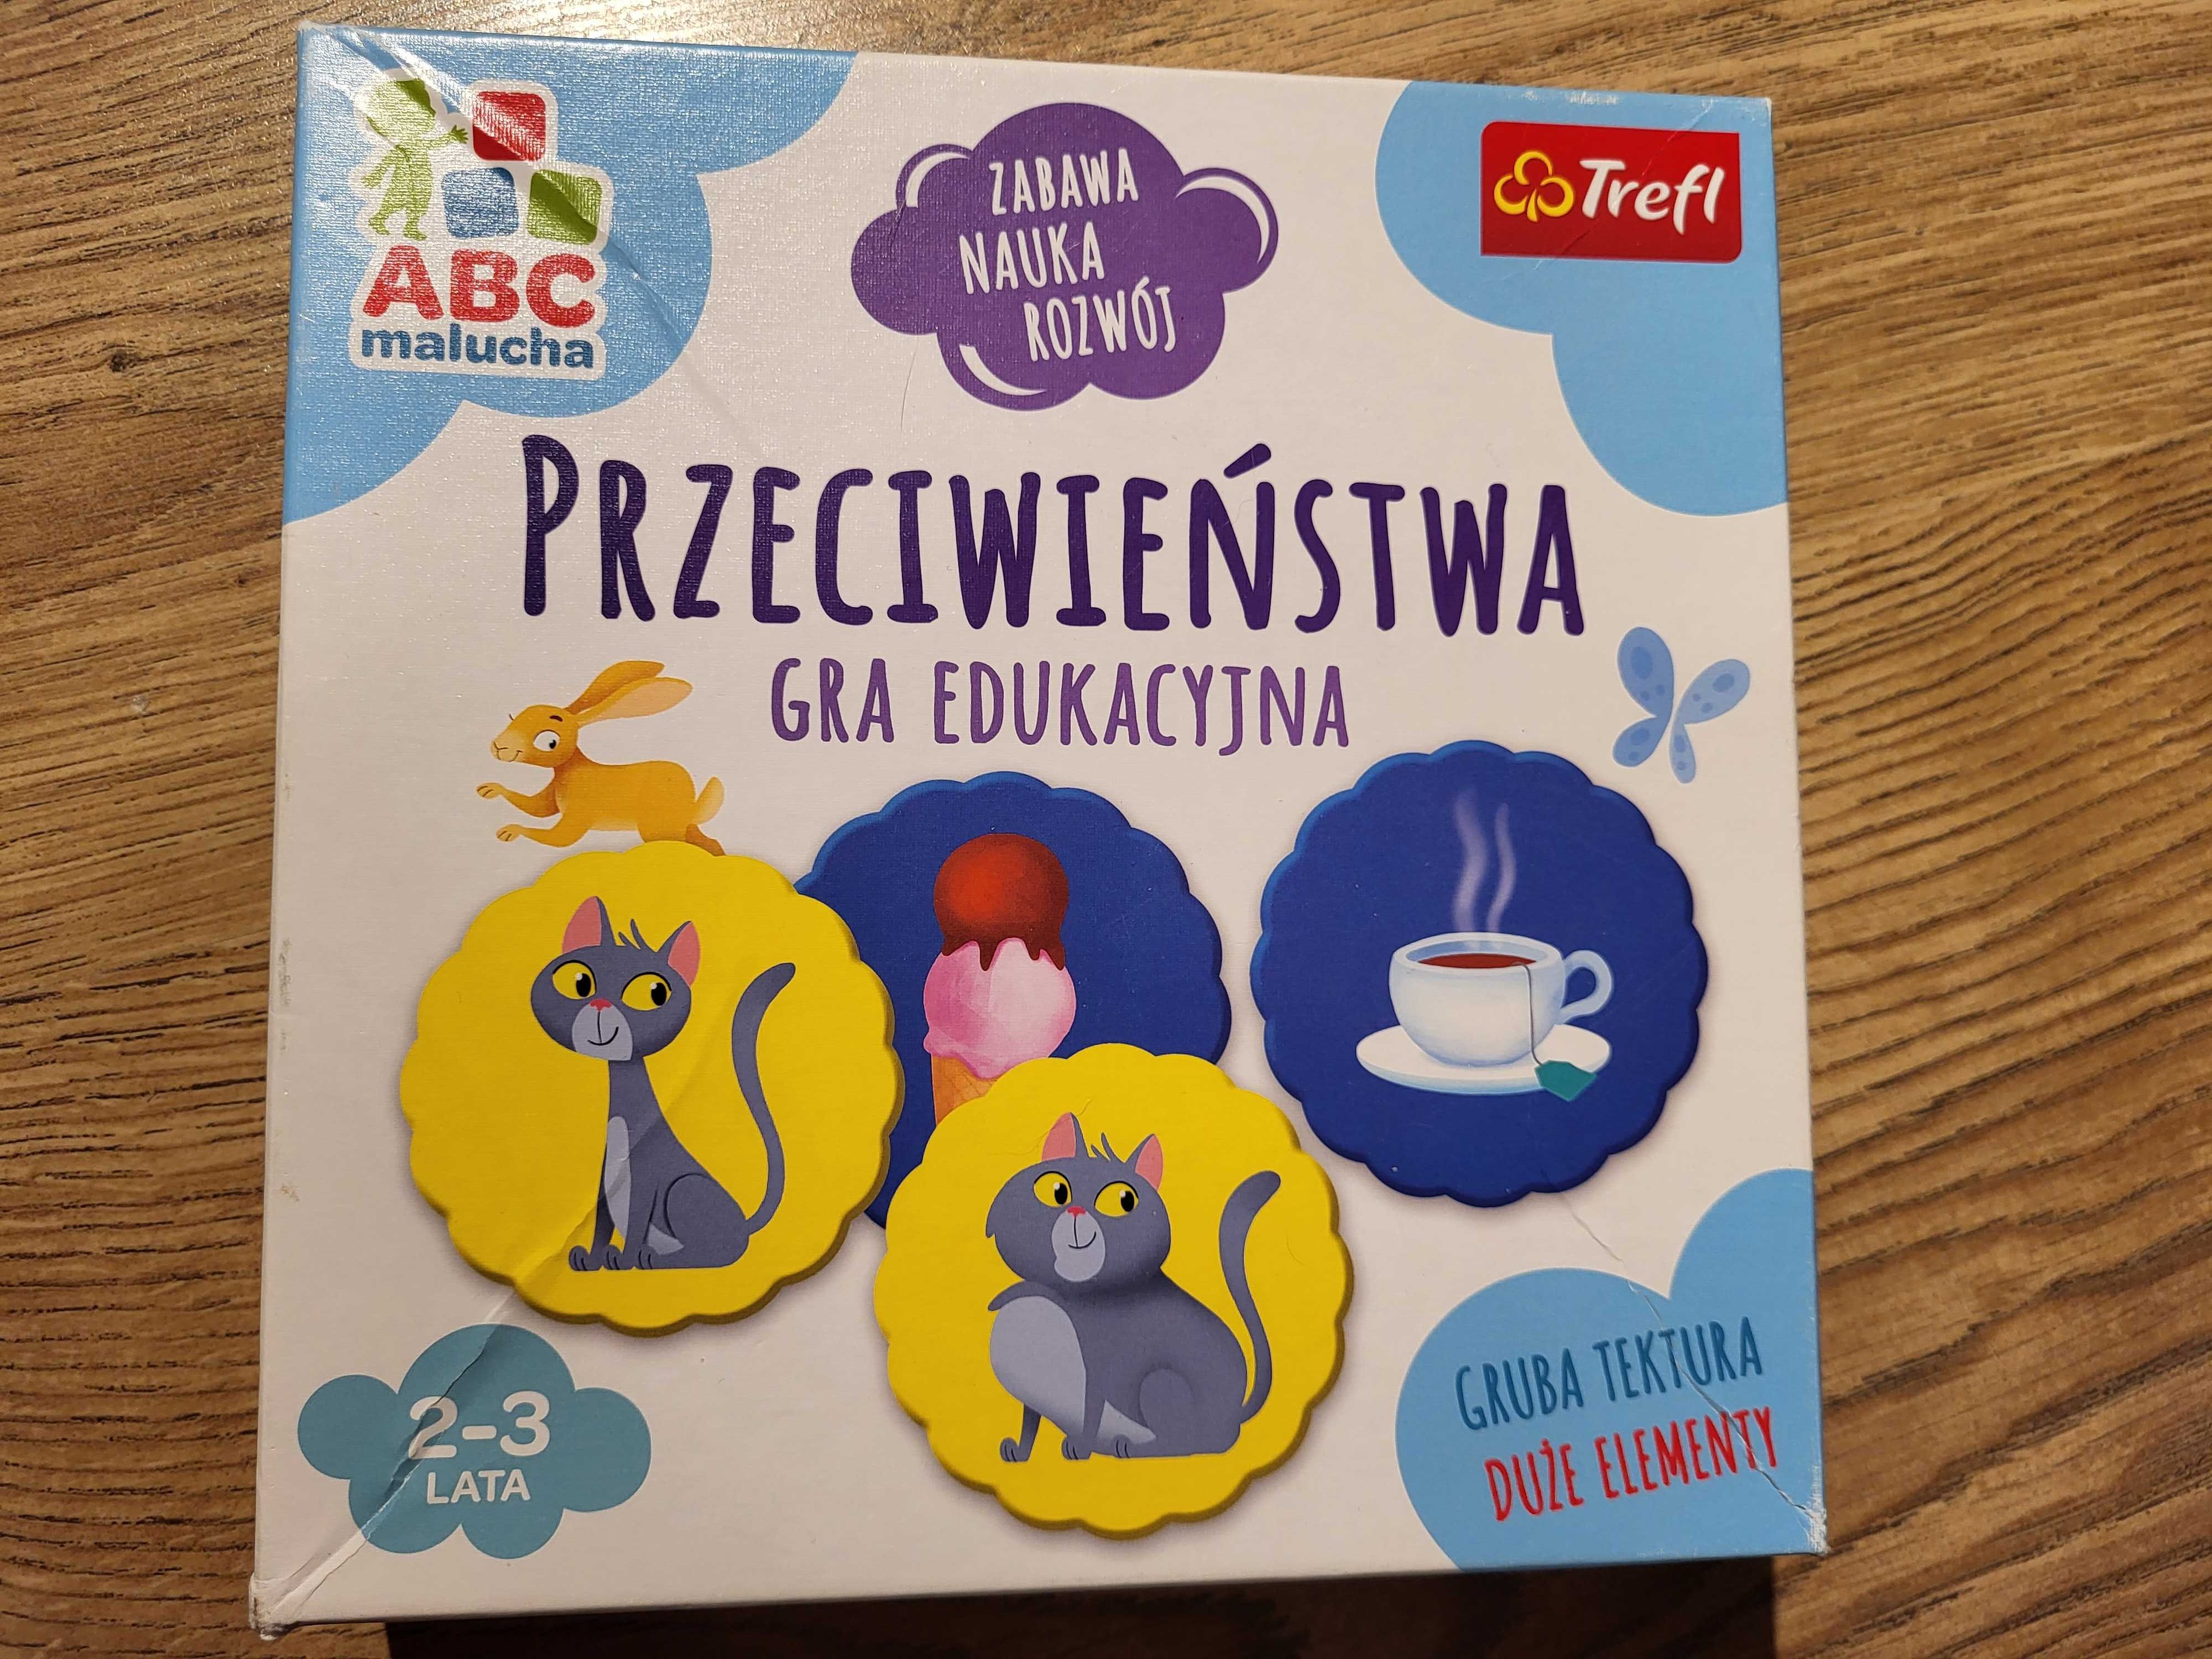 ABC
malucha
ZABAWA
NAUKA
ROZWÓJ
Trefl
PRZECIWIEŃSTWA
GRA EDUKACYJNA
2-3
LATA
GRUBA TEKTURA
DUŻE ELEMENTY